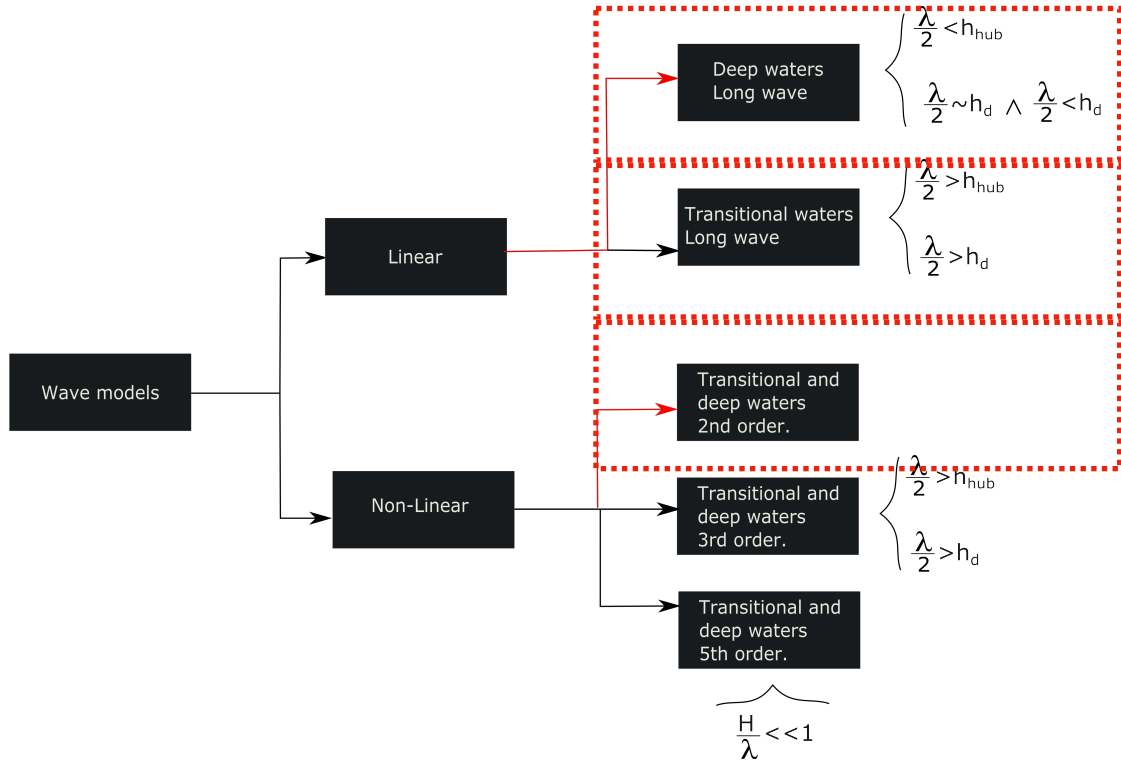 Wave models
Linear
Non-Linear
Deep waters
Long wave
λ/2 <h_hub
λ/2 ~h_d ∧ λ/2 <h_d
Transitional waters
Long wave
λ/2 >h_hub
λ/2 >h_d
Transitional and
deep waters
2nd order.
Transitional and
deep waters
3rd order.
λ/2 >h_hub
λ/2 >h_d
Transitional and
deep waters
5th order.
H/λ <<1